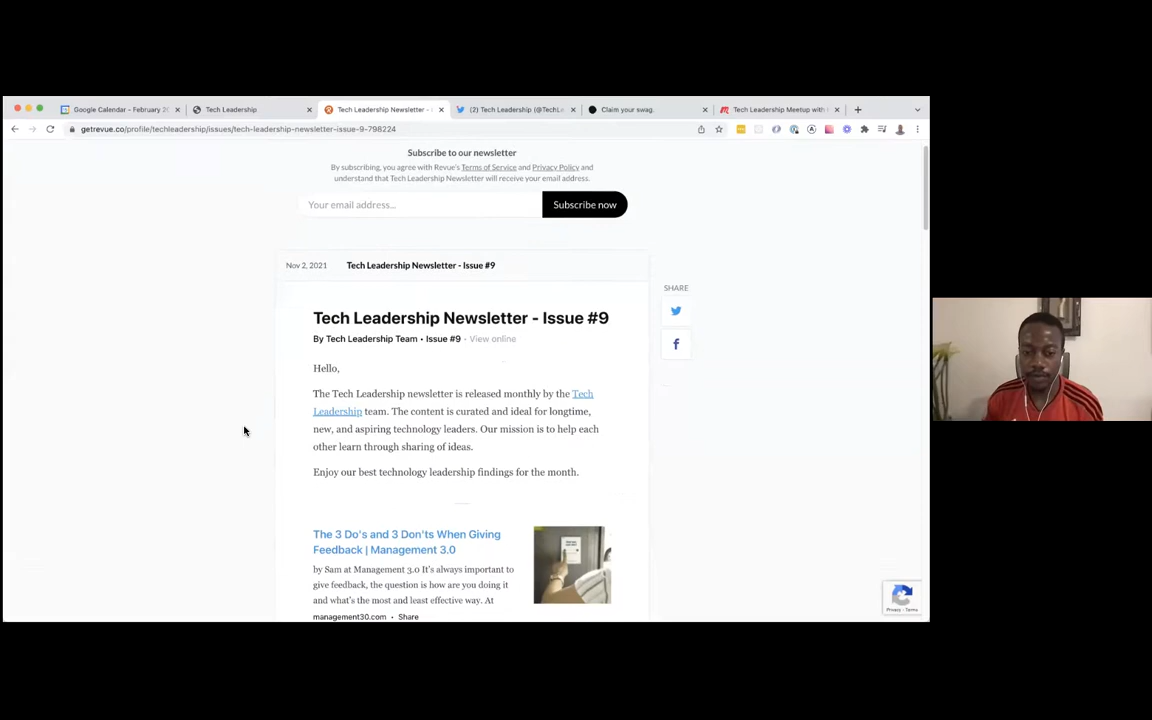 Google Calendar - February 20
Tech Leadership
Tech Leadership Newsletter -
(2) Tech Leadership (@TechLe
Claim your swag.
Tech Leadership Meetup with
getrevue.co/profile/techleadership/issues/tech-leadership-newsletter-issue-9-798224
Subscribe to our newsletter
By subscribing, you agree with Revue's Terms of Service and Privacy Policy and
understand that Tech Leadership Newsletter will receive your email address.
Your email address...
Subscribe now
Nov 2, 2021
Tech Leadership Newsletter - Issue #9
SHARE
Tech Leadership Newsletter - Issue #9
By Tech Leadership Team • Issue #9 • View online
Hello,
The Tech Leadership newsletter is released monthly by the Tech
Leadership team. The content is curated and ideal for longtime,
new, and aspiring technology leaders. Our mission is to help each
other learn through sharing of ideas.
Enjoy our best technology leadership findings for the month.
The 3 Do's and 3 Don'ts When Giving
Feedback | Management 3.0
by Sam at Management 3.0 It's always important to
give feedback, the question is how are you doing it
and what's the most and least effective way. At
management30.com • Share
Privacy - Terms